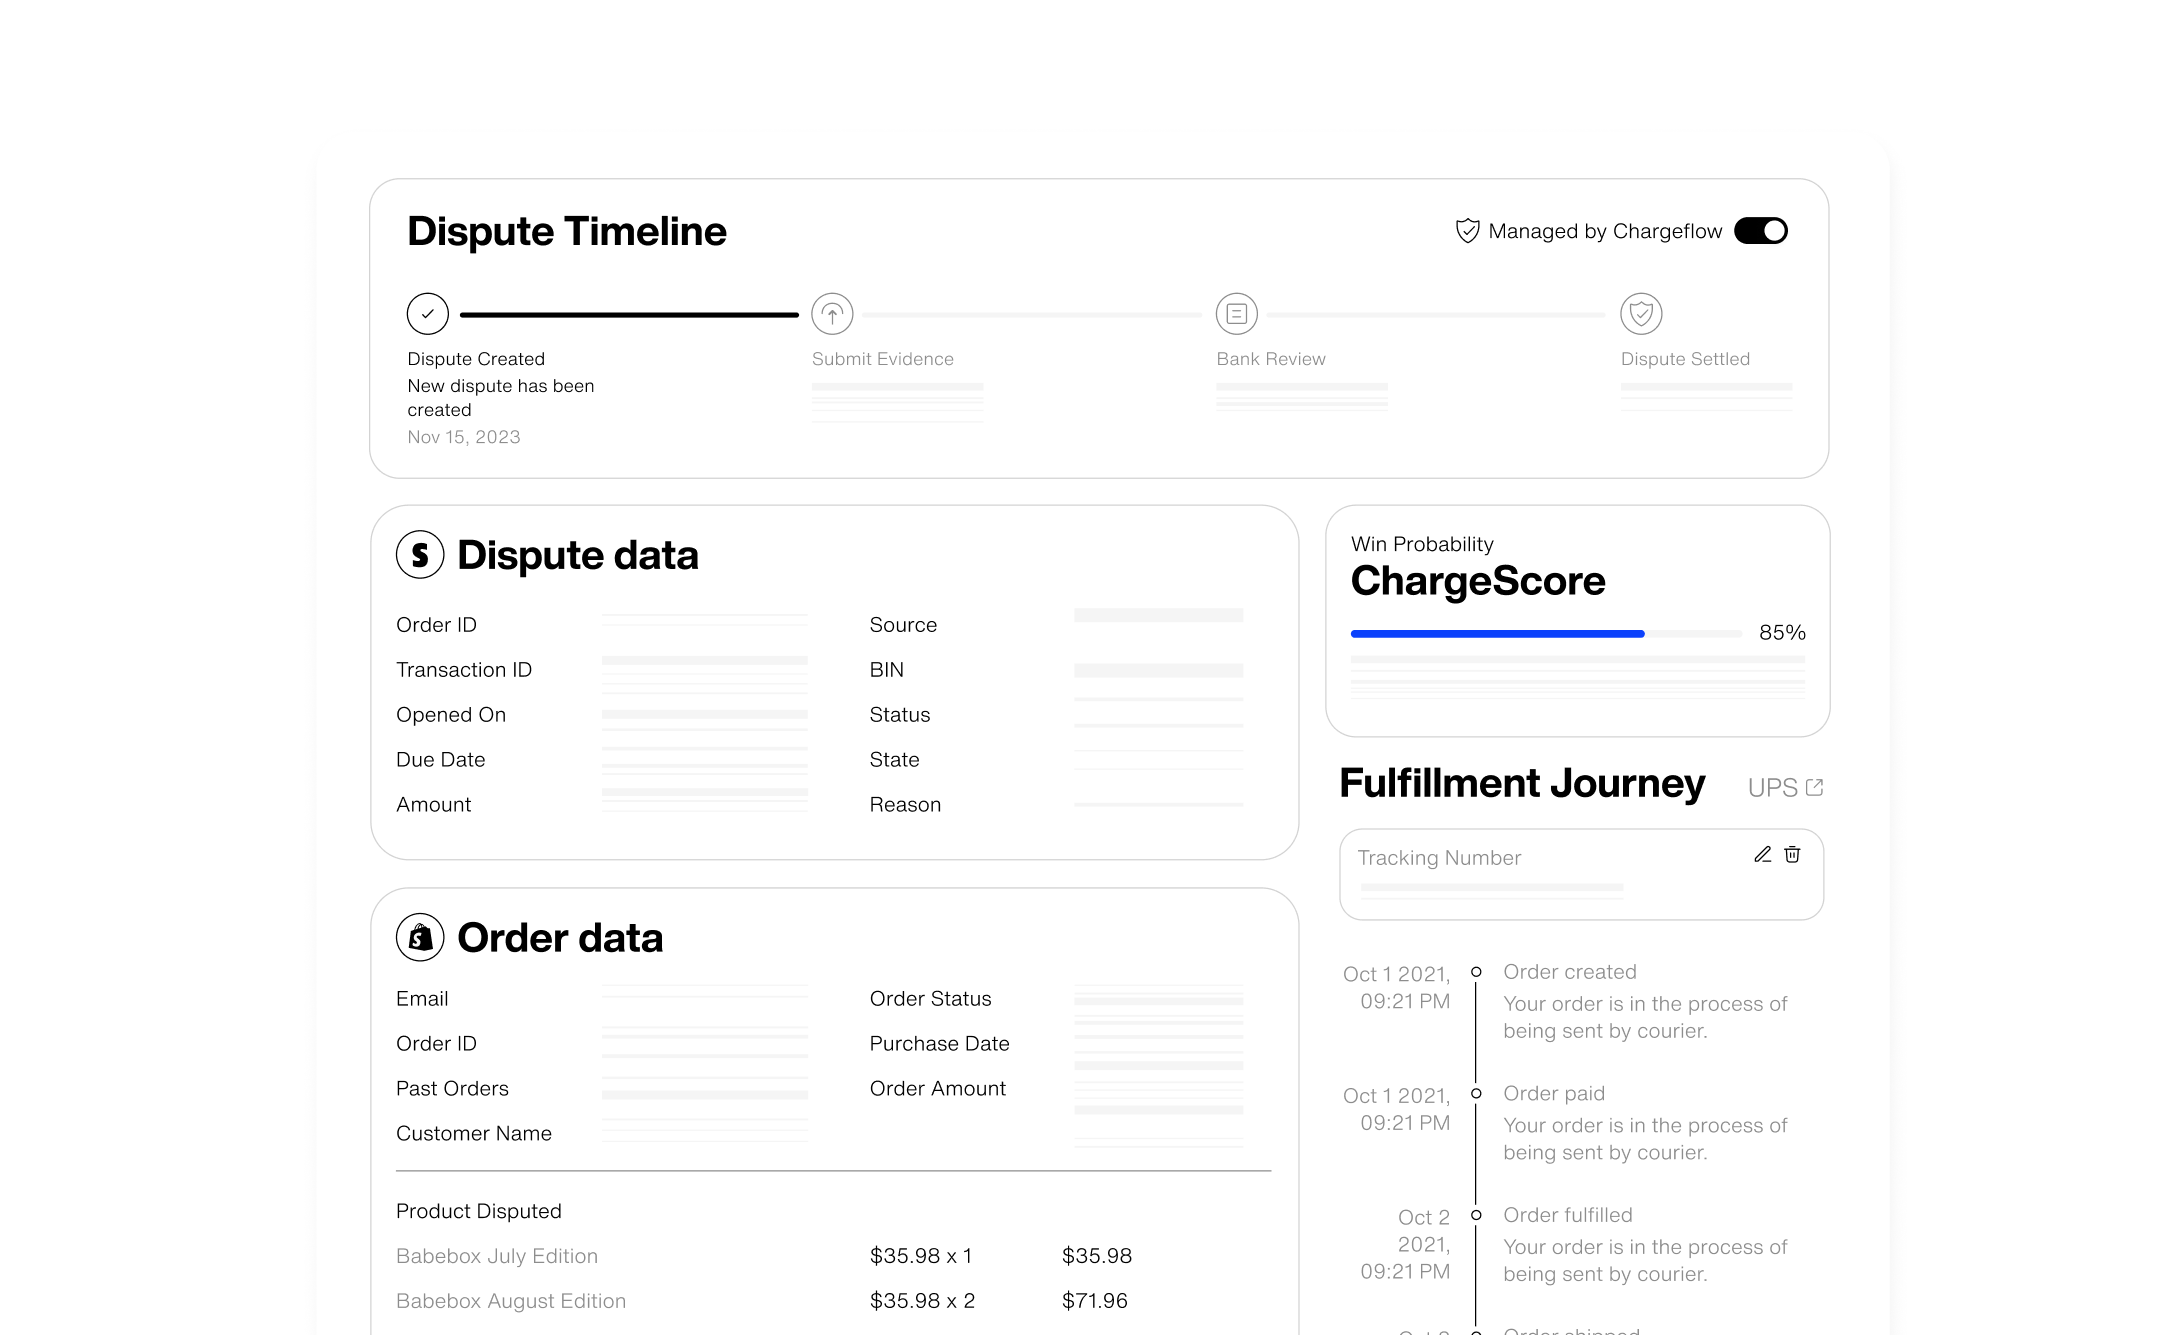 Dispute Timeline
Managed by Chargeflow
Dispute Created
New dispute has been
created
Nov 15, 2023
Submit Evidence
Bank Review
Dispute Settled
Dispute data
Order ID
Transaction ID
Opened On
Due Date
Amount
Source
BIN
Status
State
Reason
Win Probability
ChargeScore
85%
Fulfillment Journey
UPS
Tracking Number
Oct 1 2021,
09:21 PM
Order created
Your order is in the process of
being sent by courier.
Oct 1 2021,
09:21 PM
Order paid
Your order is in the process of
being sent by courier.
Oct 2
2021,
09:21 PM
Order fulfilled
Your order is in the process of
being sent by courier.
Order shipped
Order data
Email
Order ID
Past Orders
Customer Name
Order Status
Purchase Date
Order Amount
Product Disputed
Babebox July Edition
$35.98 x 1
$35.98
Babebox August Edition
$35.98 x 2
$71.96